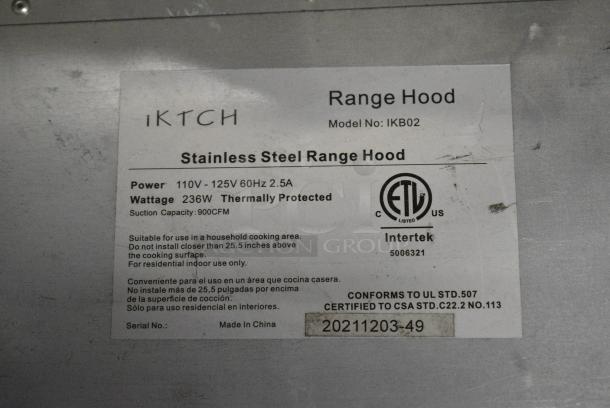 iKTCH
Range Hood
Model No: IKB02
Stainless Steel Range Hood
Power 110V - 125V 60Hz 2.5A
Wattage 236W Thermally Protected
Suction Capacity:900CFM
C ETL US
LISTED
Intertek
5006321
Suitable for use in a household cooking area.
Do not install closer than 25.5 inches above
the cooking surface.
For residential indoor use only.
Conveniente para el uso en un área que cocina casera.
No instale más de 25,5 pulgadas por encima
de la superficie de cocción.
Sólo para uso residencial en interiores.
CONFORMS TO UL STD.507
CERTIFIED TO CSA STD.C22.2 NO.113
Serial No.:
Made In China
20211203-49